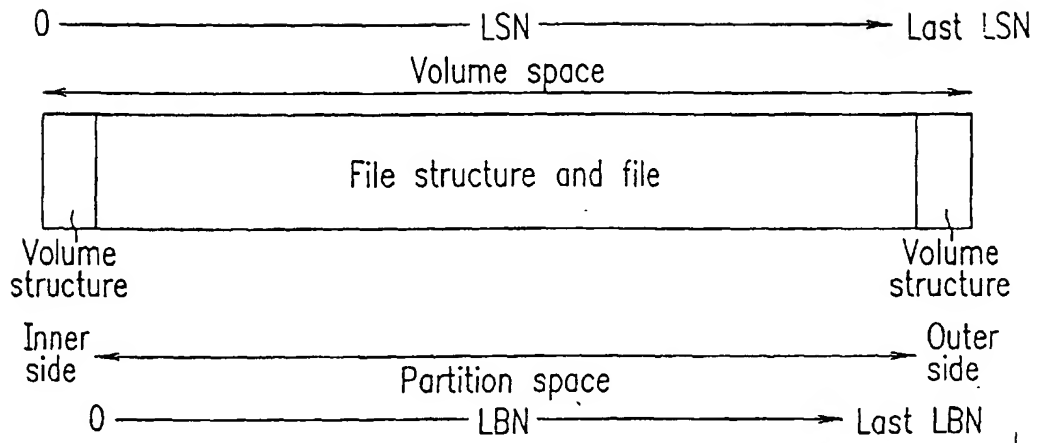 0 LSN Last LSN
Volume space
File structure and file
Volume structure
Volume structure
Inner side
Outer side
Partition space
0 LBN Last LBN